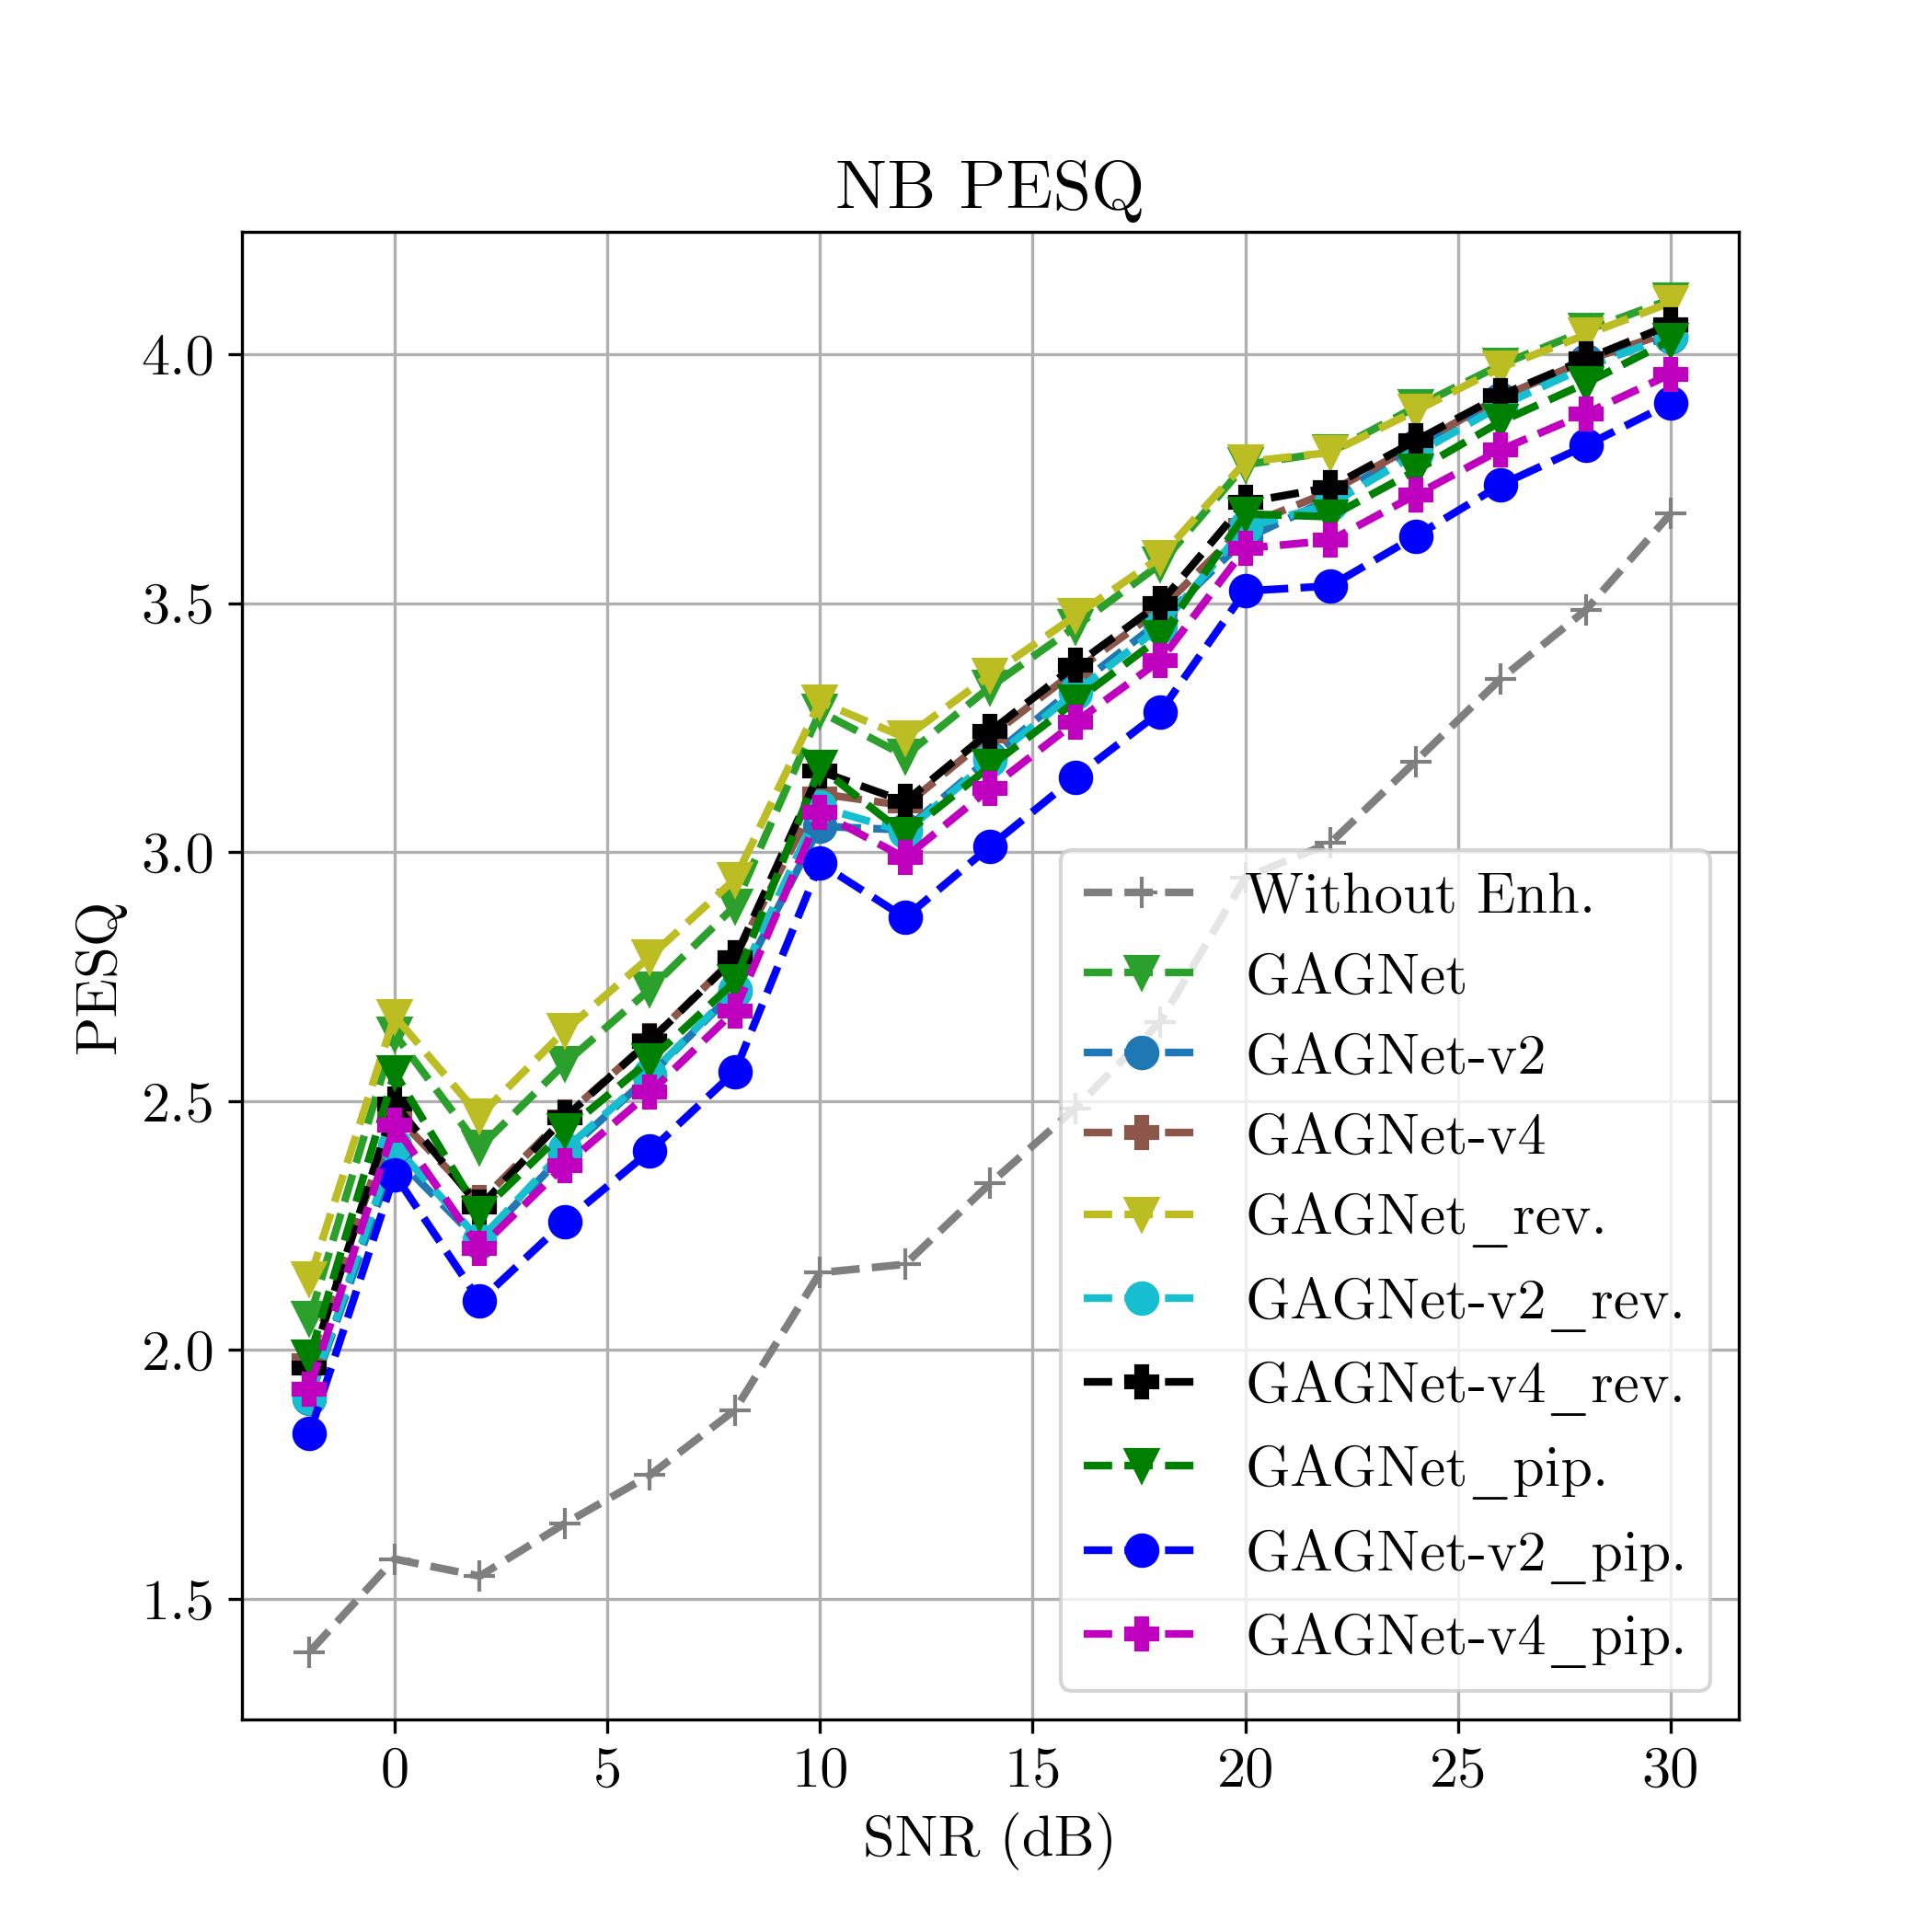 NB PESQ
4.0
3.5
3.0
2.5
2.0
1.5
PESQ
Without Enh.
GAGNet
GAGNet-v2
GAGNet-v4
GAGNet_rev.
GAGNet-v2_rev.
GAGNet-v4_rev.
GAGNet_pip.
GAGNet-v2_pip.
GAGNet-v4_pip.
0 5 10 15 20 25 30
SNR (dB)